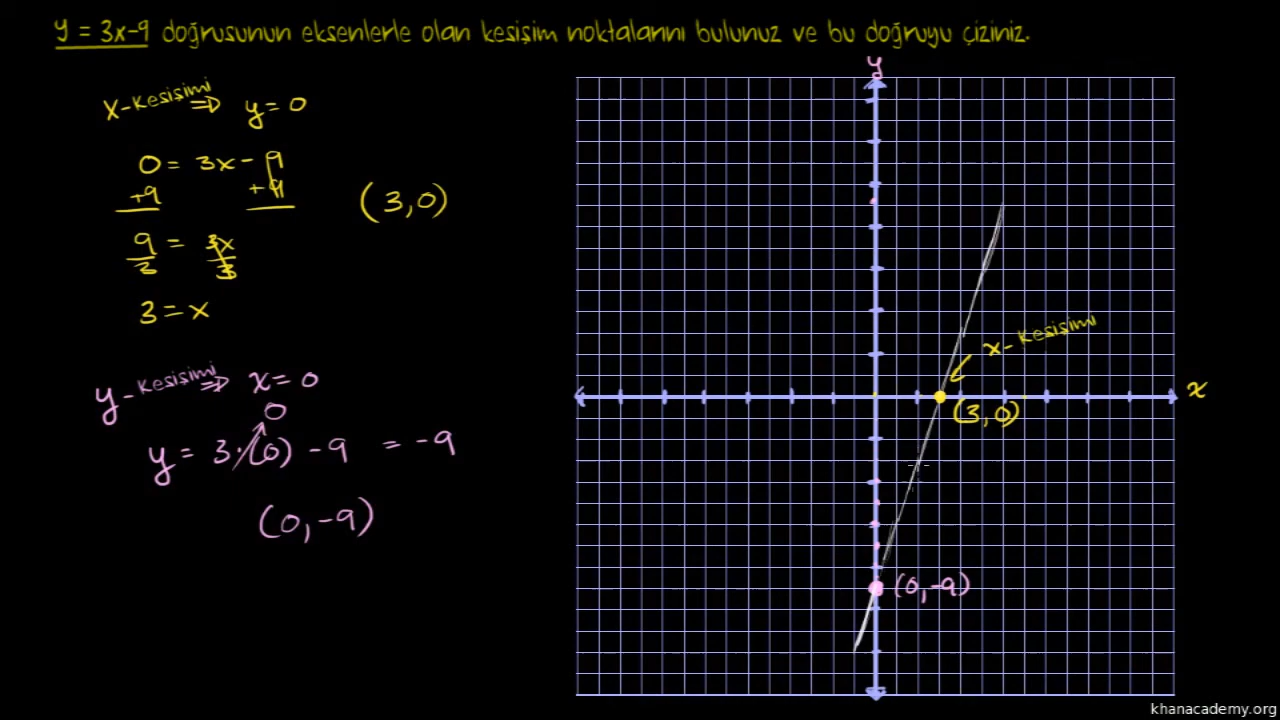 y = 3x-9 doğrusunun eksenlerle olan kesişim noktalarını bulunuz ve bu doğruyu çiziniz.
x-kesişimi ⇒ y = 0
0 = 3x - 9
+9 +9
(3,0)
9/3 = 3x/3
3 = x
y-kesişimi ⇒ x = 0
0
y = 3·(0) - 9 = -9
(0,-9)
y
x-kesişimi
x
(3,0)
(0,-9)
khanacademy.org